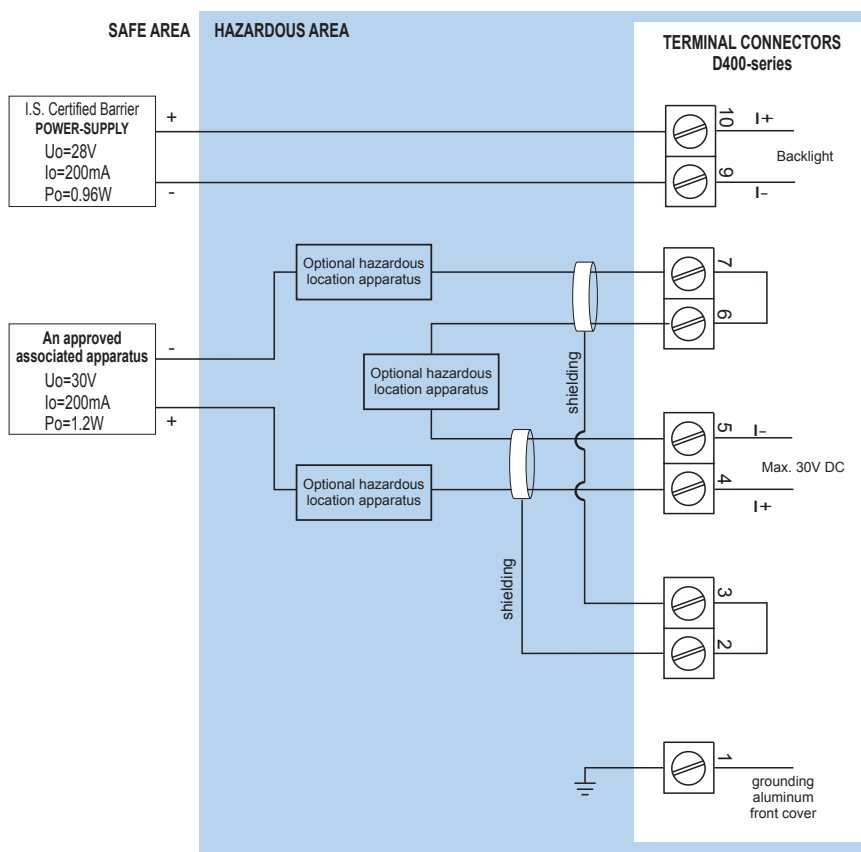 SAFE AREA
HAZARDOUS AREA
TERMINAL CONNECTORS
D400-series
I.S. Certified Barrier
POWER-SUPPLY
Uo=28V
Io=200mA
Po=0.96W
+
-
10
I+
Backlight
9
I-
Optional hazardous
location apparatus
7
6
An approved
associated apparatus
Uo=30V
Io=200mA
Po=1.2W
-
+
Optional hazardous
location apparatus
shielding
5
I-
Max. 30V DC
4
I+
Optional hazardous
location apparatus
shielding
3
2
1
grounding
aluminum
front cover